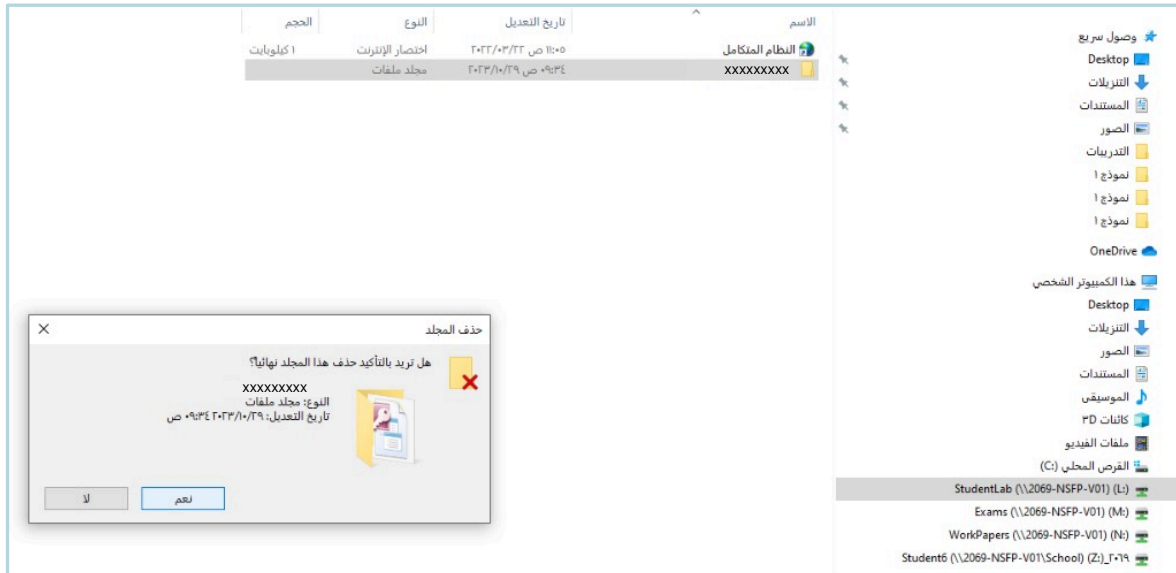 الاسم تاريخ التعديل النوع الحجم
النظام المتكامل ١١:٠٥ ص ٢٠٢٢/٠٣/٢٢ اختصار الإنترنت ١ كيلوبايت
XXXXXXXXX ٠٩:٣٤ ص ٢٠٢٣/١٠/٢٩ مجلد ملفات
وصول سريع
Desktop
التنزيلات
المستندات
الصور
التدريبات
نموذج ١
نموذج ١
نموذج ١
OneDrive
هذا الكمبيوتر الشخصي
Desktop
التنزيلات
الصور
المستندات
الموسيقى
كائنات ٣D
ملفات الفيديو
القرص المحلي (C:)
StudentLab (\\2069-NSFP-V01) (L:)
Exams (\\2069-NSFP-V01) (M:)
WorkPapers (\\2069-NSFP-V01) (N:)
Student6 (\\2069-NSFP-V01\School) (Z:)_٢٠٦٩
حذف المجلد
هل تريد بالتأكيد حذف هذا المجلد نهائياً؟
XXXXXXXXX
النوع: مجلد ملفات
تاريخ التعديل: ٢٠٢٣/١٠/٢٩ ٠٩:٣٤ ص
نعم لا